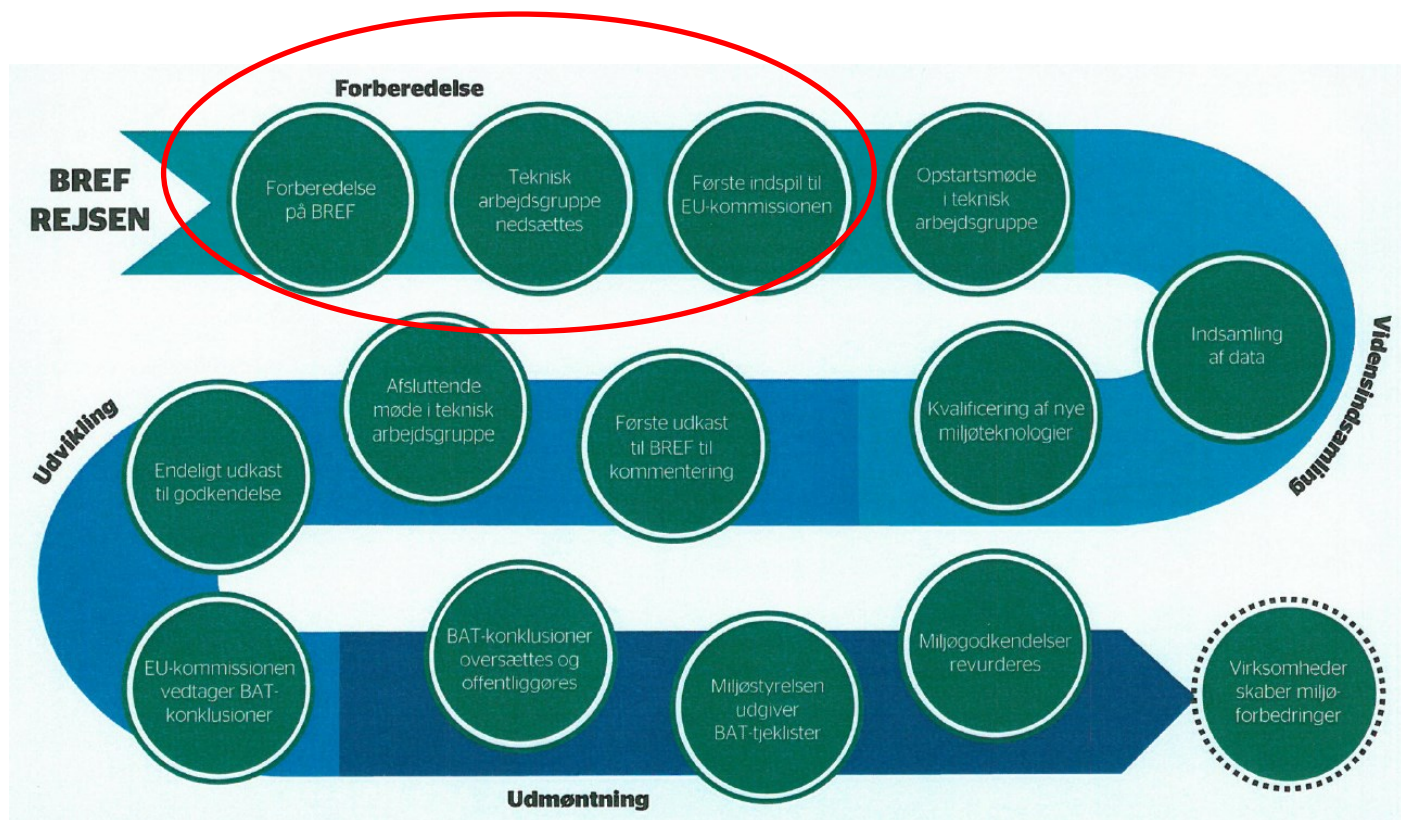 Forberedelse
BREF
REJSEN
Forberedelse
på BREF
Teknisk
arbejdsgruppe
nedsættes
Første indspil til
EU-kommissionen
Opstartsmøde
i teknisk
arbejdsgruppe
Indsamling
af data
Vidensindsamling
Kvalificering af nye
miljøteknologier
Første udkast
til BREF til
kommentering
Afsluttende
møde i teknisk
arbejdsgruppe
Udvikling
Endeligt udkast
til godkendelse
EU-kommissionen
vedtager BAT-
konklusioner
BAT-konklusioner
oversættes og
offentliggøres
Miljøstyrelsen
udgiver
BAT-tjeklister
Miljøgodkendelser
revurderes
Virksomheder
skaber miljø-
forbedringer
Udmøntning